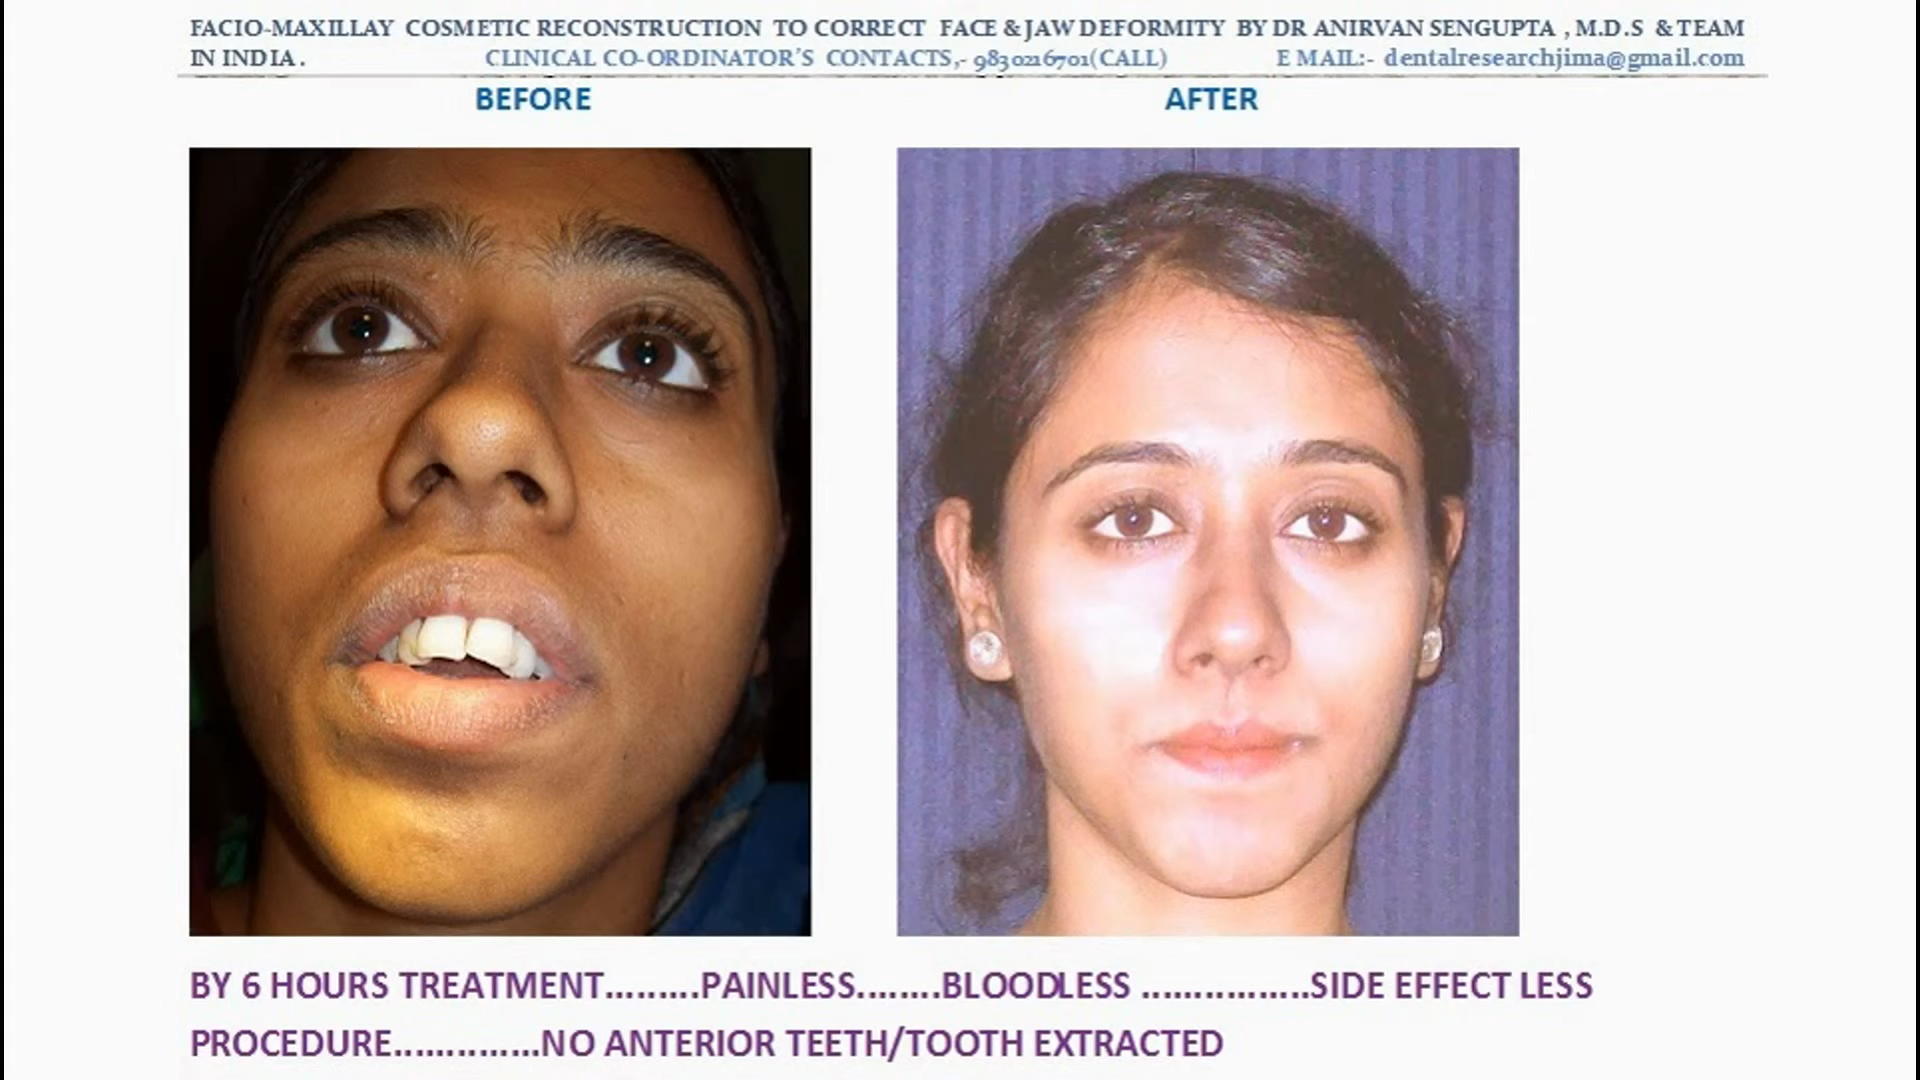 FACIO-MAXILLAY COSMETIC RECONSTRUCTION TO CORRECT FACE & JAW DEFORMITY BY DR ANIRVAN SENGUPTA , M.D.S & TEAM
IN INDIA. CLINICAL CO-ORDINATOR'S CONTACTS,- 9830216701(CALL) E MAIL:- dentalresearchjima@gmail.com
BEFORE AFTER
BY 6 HOURS TREATMENT.........PAINLESS........BLOODLESS ................SIDE EFFECT LESS
PROCEDURE..............NO ANTERIOR TEETH/TOOTH EXTRACTED